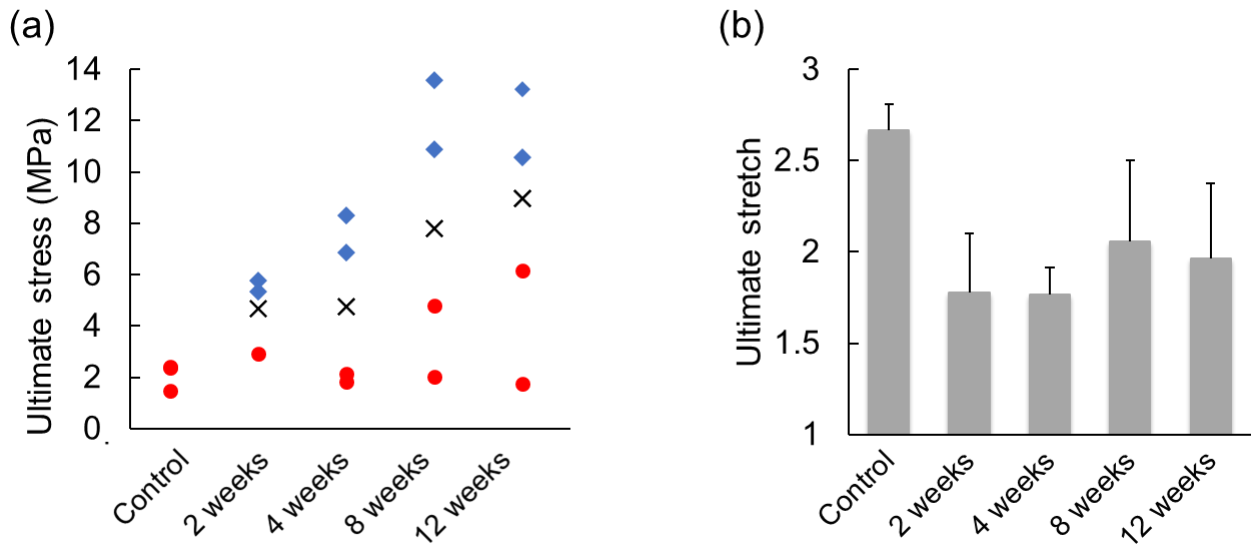 (a)
Ultimate stress (MPa)
14
12
10
8
6
4
2
0
Control
2 weeks
4 weeks
8 weeks
12 weeks
(b)
Ultimate stretch
3
2.5
2
1.5
1
Control
2 weeks
4 weeks
8 weeks
12 weeks